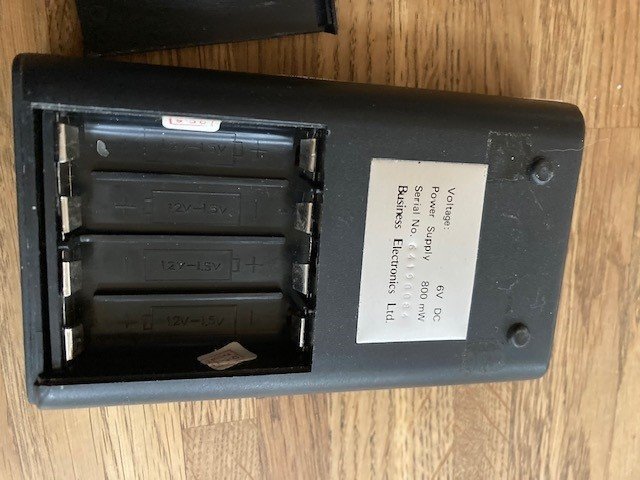 Voltage: 6V DC
Power Supply 800 mW
Serial No. 64190084
Business Electronics Ltd.
1.2V-1.5V
+
1.2V-1.5V
1.2V-1.5V +
1.2V-1.5V